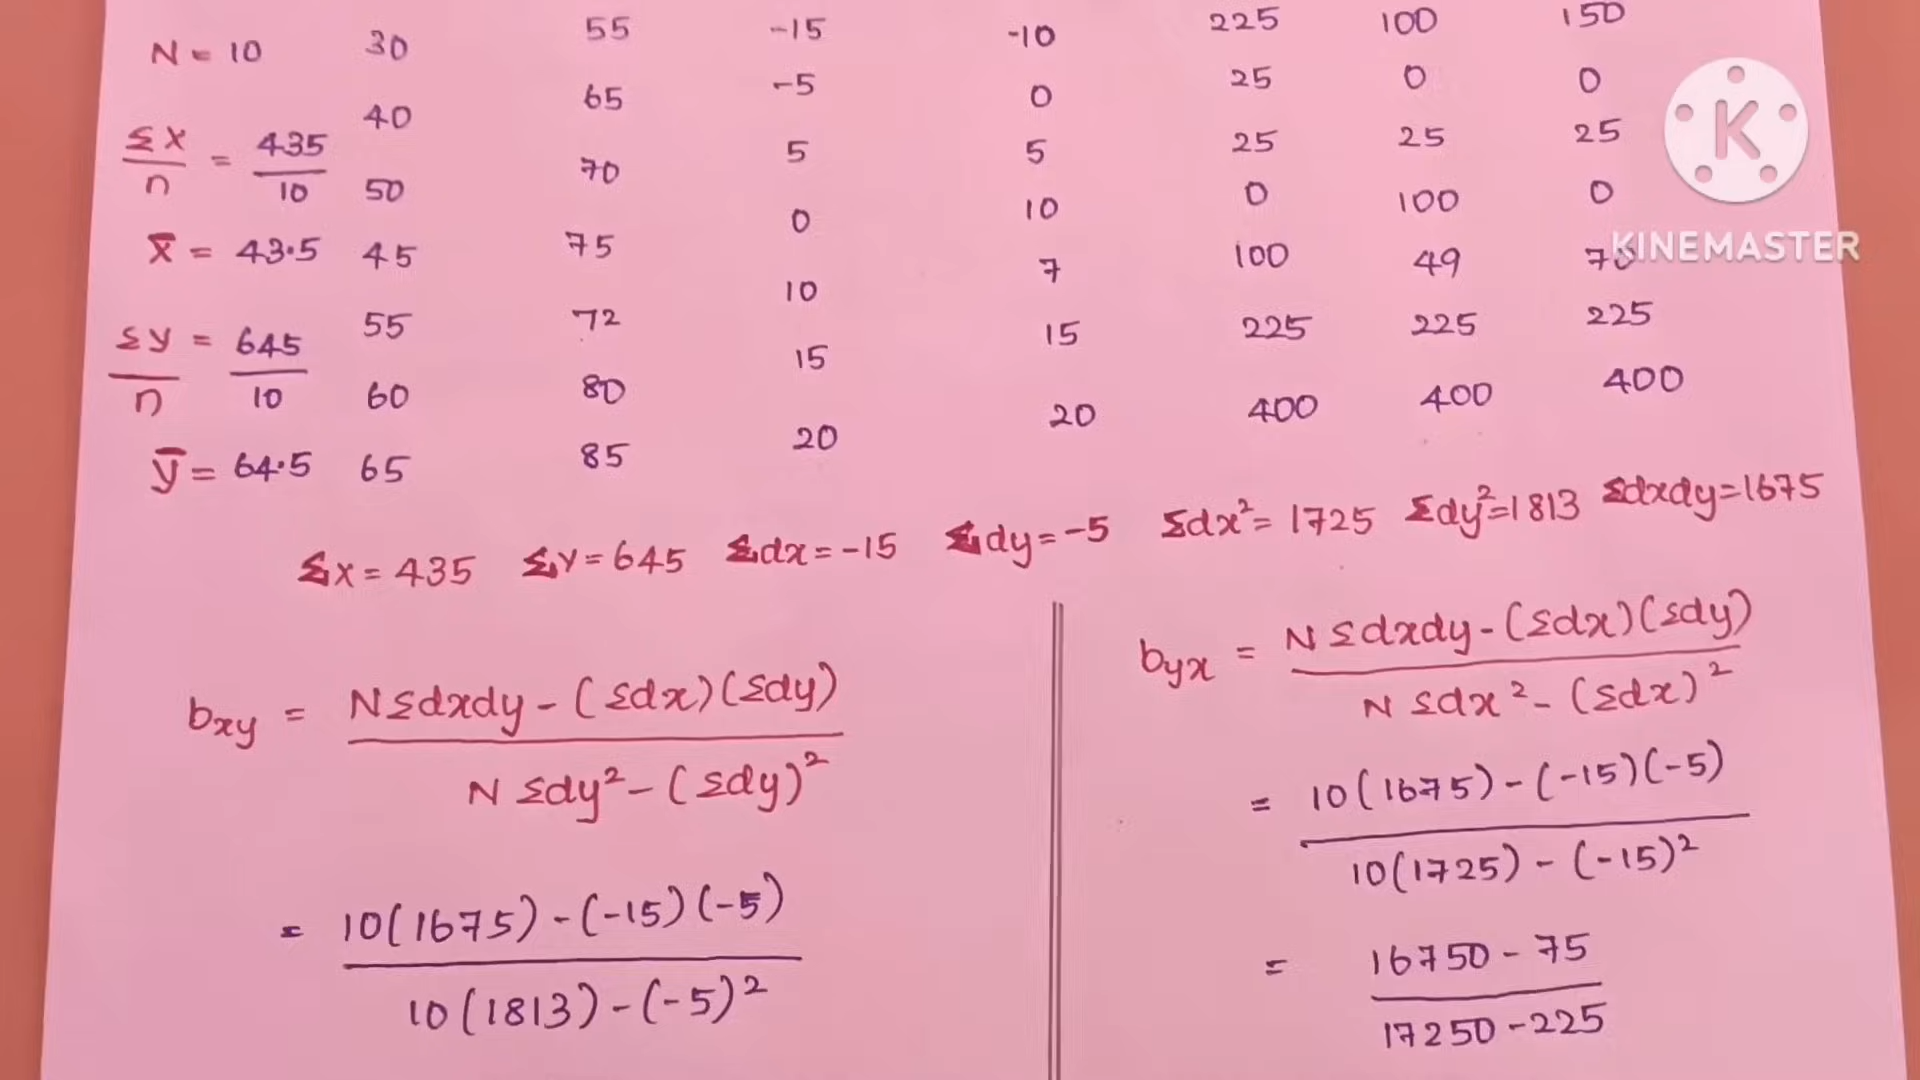 N = 10 30 55 -15 -10 225 100 150
40 65 -5 0 25 0 0
Σx/n = 435/10 50 70 5 5 25 25 25
x̄ = 43.5 45 75 0 10 0 100 0
55 72 10 7 100 49 70
Σy/n = 645/10 60 80 15 15 225 225 225
ȳ = 64.5 65 85 20 20 400 400 400
KINEMASTER
Σx = 435 Σy = 645 Σdx = -15 Σdy = -5 Σdx² = 1725 Σdy² = 1813 Σdxdy = 1675
bxy = NΣdxdy - (Σdx)(Σdy) / NΣdy² - (Σdy)²
= 10(1675) - (-15)(-5) / 10(1813) - (-5)²
byx = NΣdxdy - (Σdx)(Σdy) / NΣdx² - (Σdx)²
= 10(1675) - (-15)(-5) / 10(1725) - (-15)²
= 16750 - 75 / 17250 - 225